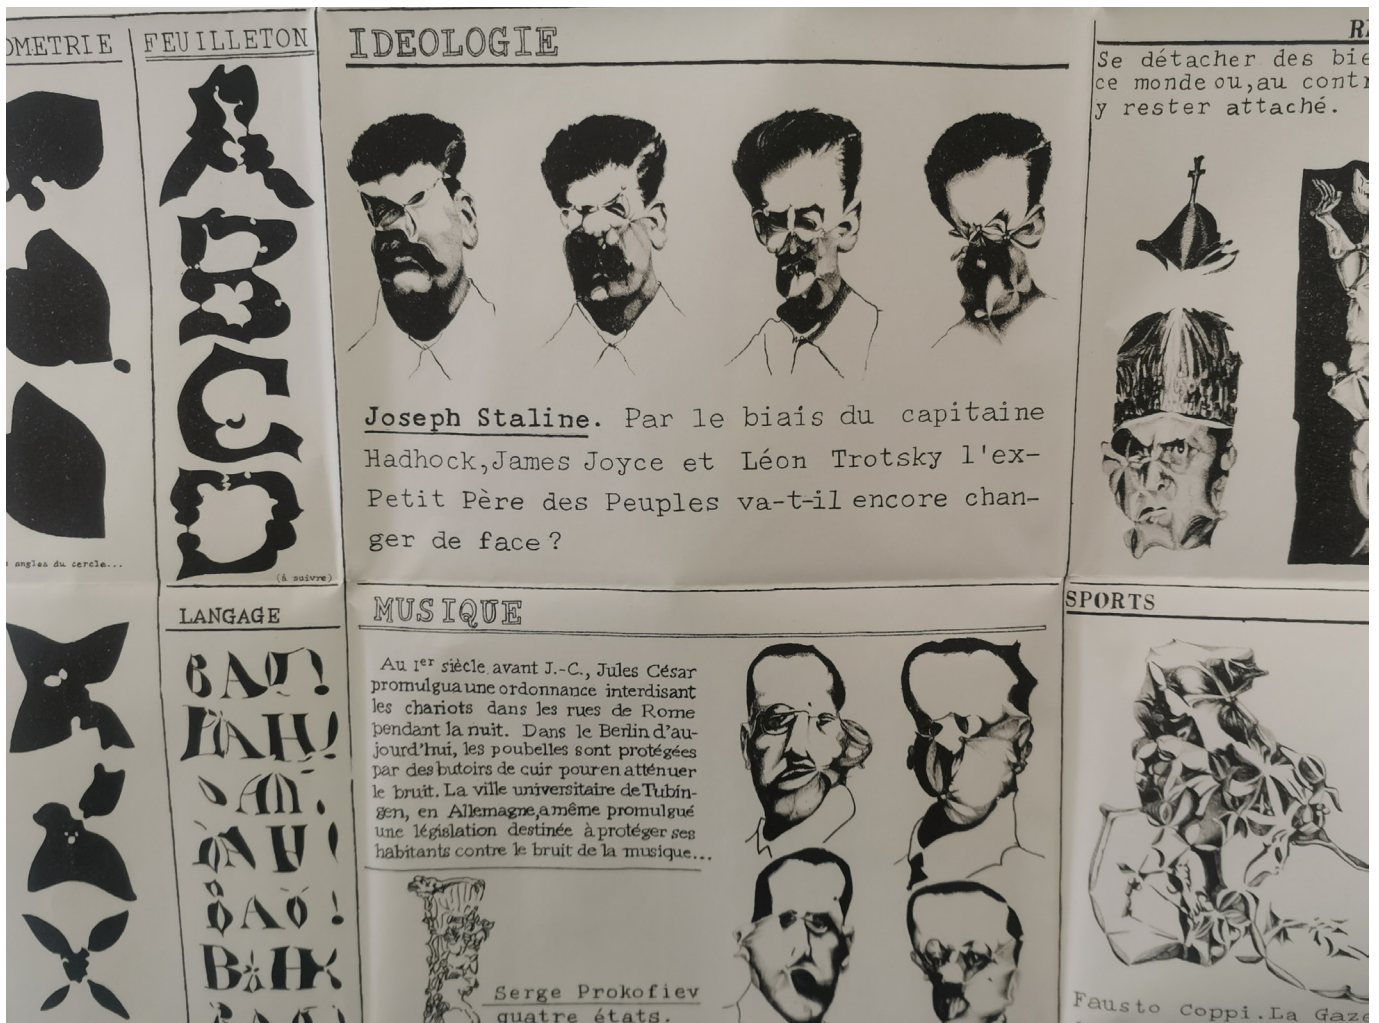 OMETRIE
FEUILLETON
ABCD
(à suivre)
angles du cercle...
IDEOLOGIE
Joseph Staline. Par le biais du capitaine
Hadhock,James Joyce et Léon Trotsky l'ex-
Petit Père des Peuples va-t-il encore chan-
ger de face?
Se détacher des bie
ce monde ou,au contr
y rester attaché.
LANGAGE
BAH!
MUSIQUE
Au 1er siècle avant J.-C., Jules César
promulgua une ordonnance interdisant
les chariots dans les rues de Rome
pendant la nuit. Dans le Berlin d'au-
jourd'hui, les poubelles sont protégées
par des butoirs de cuir pour en atténuer
le bruit. La ville universitaire de Tubin-
gen, en Allemagne,a même promulgué
une législation destinée à protéger ses
habitants contre le bruit de la musique...
Serge Prokofiev
quatre états.
SPORTS
Fausto Coppi.La Gaze